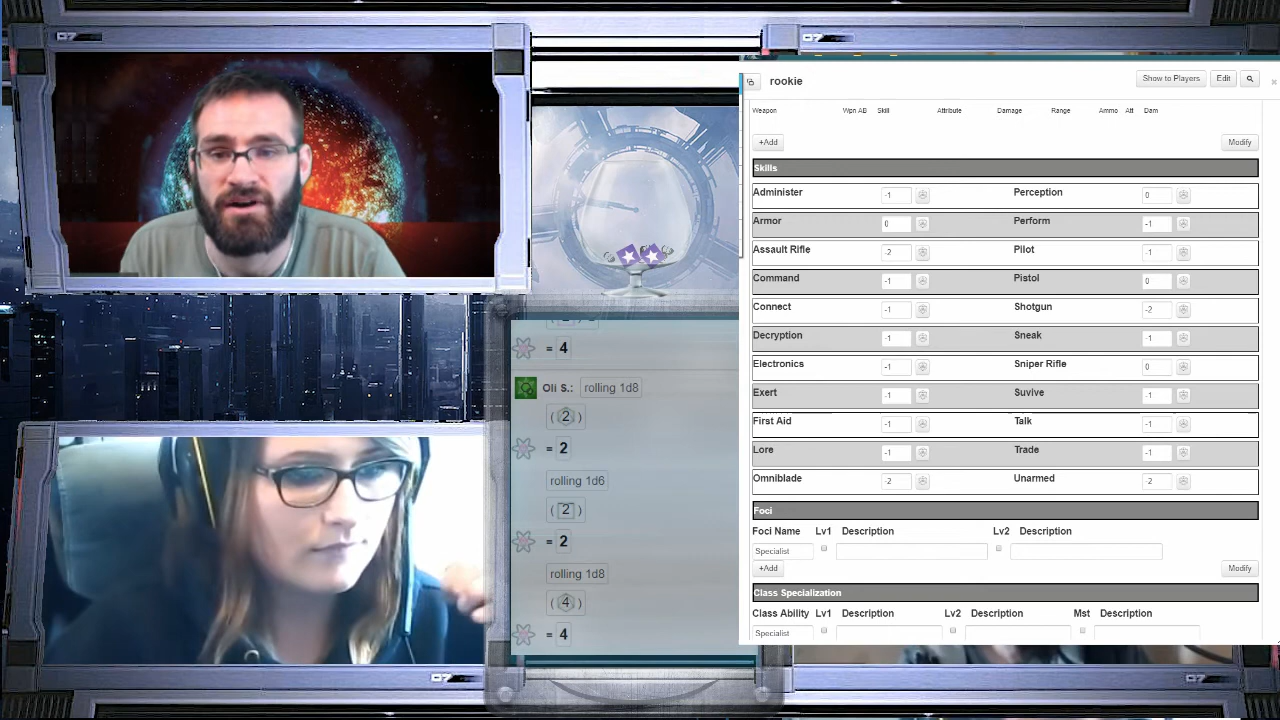 07
07
rookie
Show to Players
Edit
Weapon Wpn AB Skill Attribute Damage Range Ammo Att Dam
+Add
Modify
Skills
Administer -1 Perception 0
Armor 0 Perform -1
Assault Rifle -2 Pilot -1
Command -1 Pistol 0
Connect -1 Shotgun -2
Decryption -1 Sneak -1
Electronics -1 Sniper Rifle 0
Exert -1 Suvive -1
First Aid -1 Talk -1
Lore -1 Trade -1
Omniblade -2 Unarmed -2
Foci
Foci Name Lv1 Description Lv2 Description
Specialist
+Add
Modify
Class Specialization
Class Ability Lv1 Description Lv2 Description Mst Description
Specialist
= 4
Oli S.: rolling 1d8
(2)
= 2
rolling 1d6
(2)
= 2
rolling 1d8
(4)
= 4
07
07